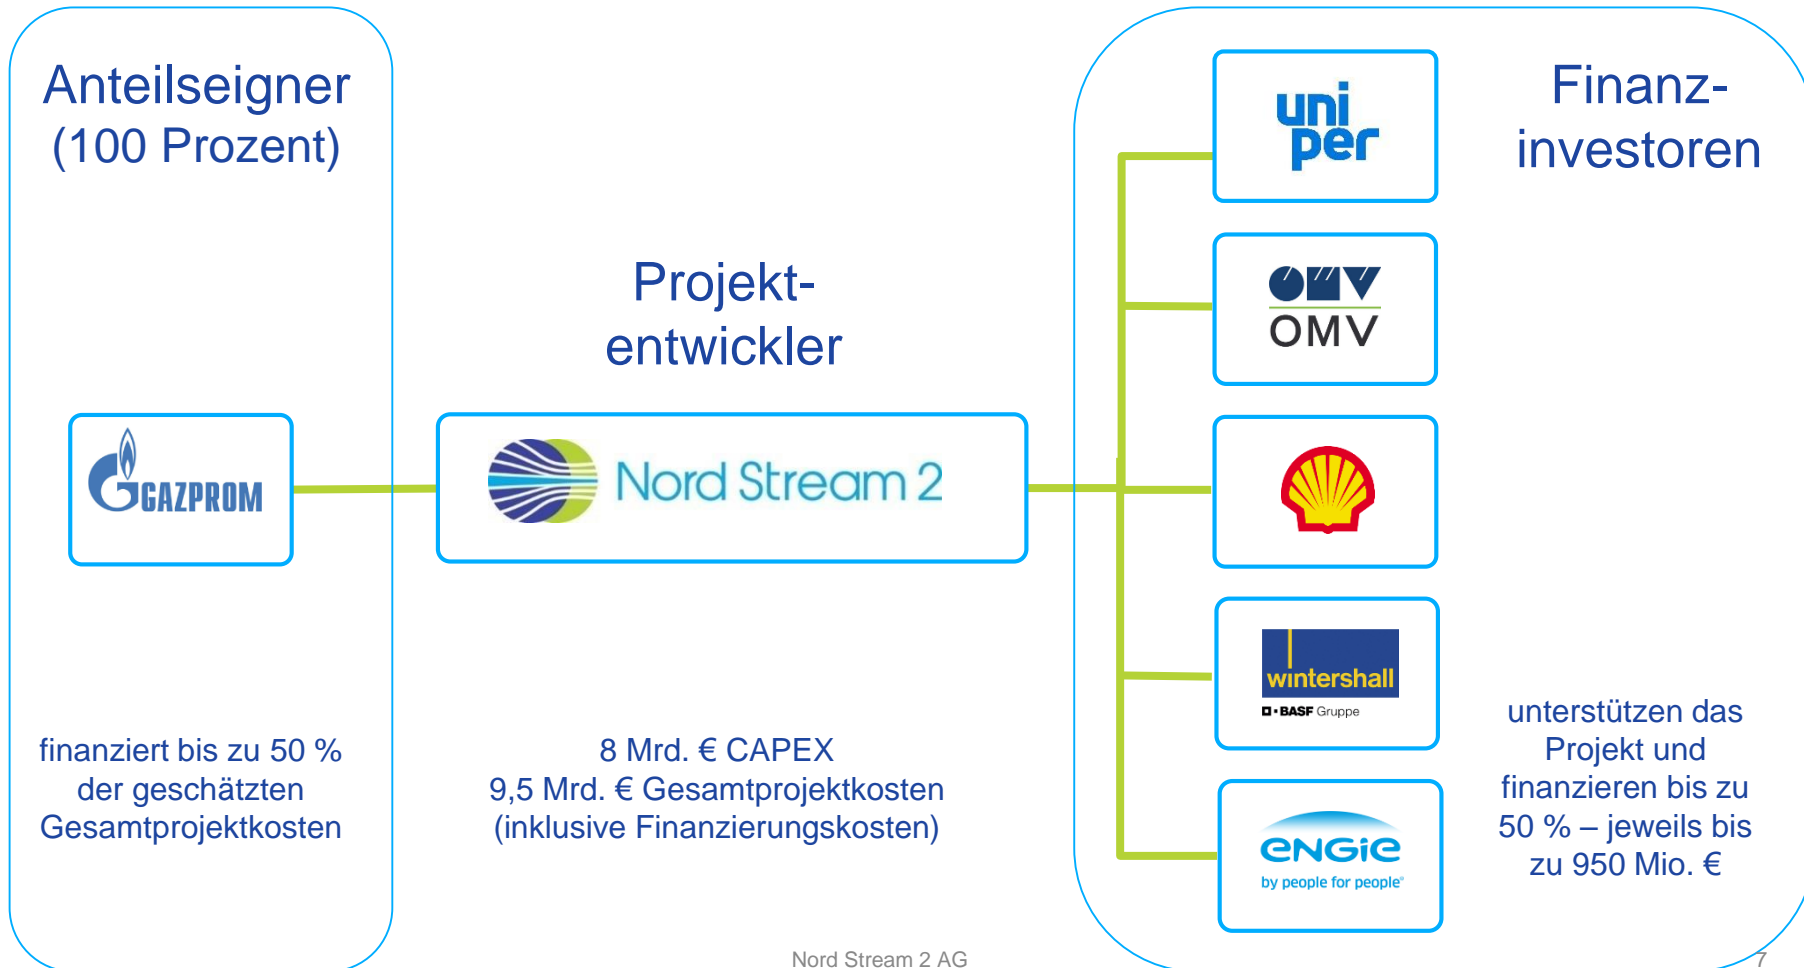 Anteilseigner
(100 Prozent)
GAZPROM
finanziert bis zu 50 %
der geschätzten
Gesamtprojektkosten
Projekt-
entwickler
Nord Stream 2
8 Mrd. € CAPEX
9,5 Mrd. € Gesamtprojektkosten
(inklusive Finanzierungskosten)
Finanz-
investoren
uni
per
OMV
OMV
wintershall
BASF Gruppe
ENGIE
by people for people®
unterstützen das
Projekt und
finanzieren bis zu
50 % – jeweils bis
zu 950 Mio. €
Nord Stream 2 AG
7